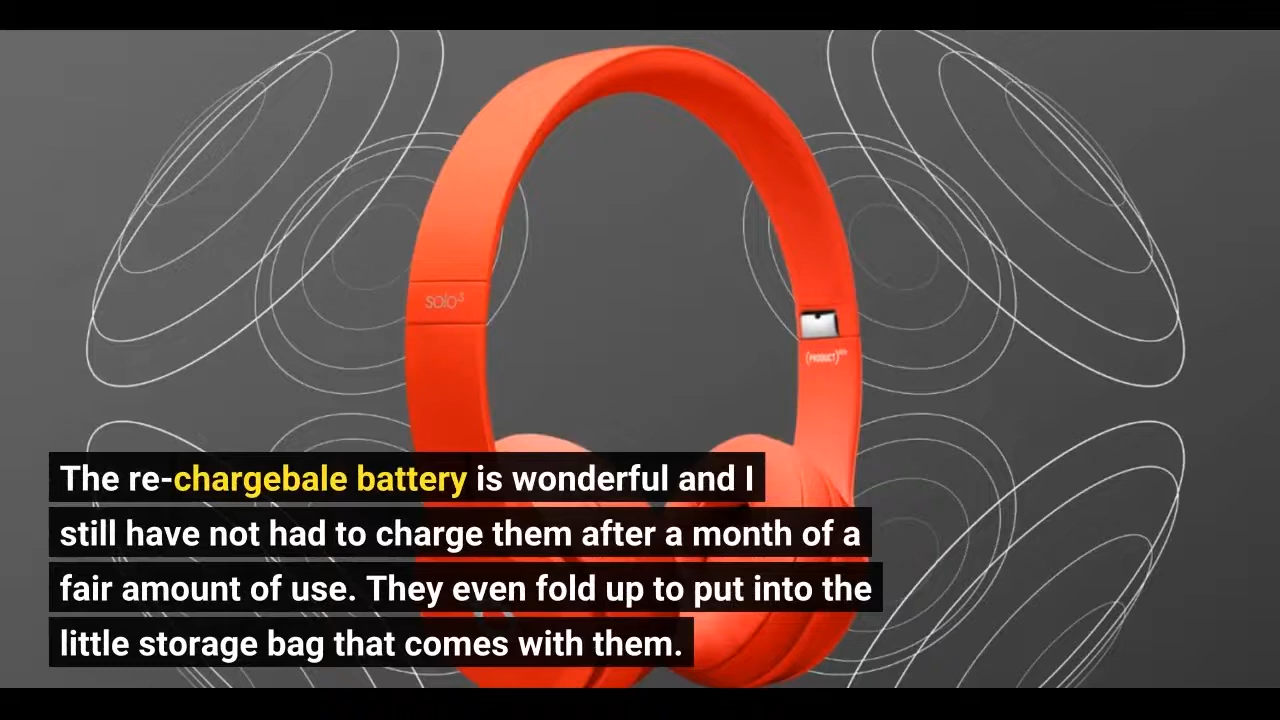 solo3
(PRODUCT)
The re-chargebale battery is wonderful and I
still have not had to charge them after a month of a
fair amount of use. They even fold up to put into the
little storage bag that comes with them.